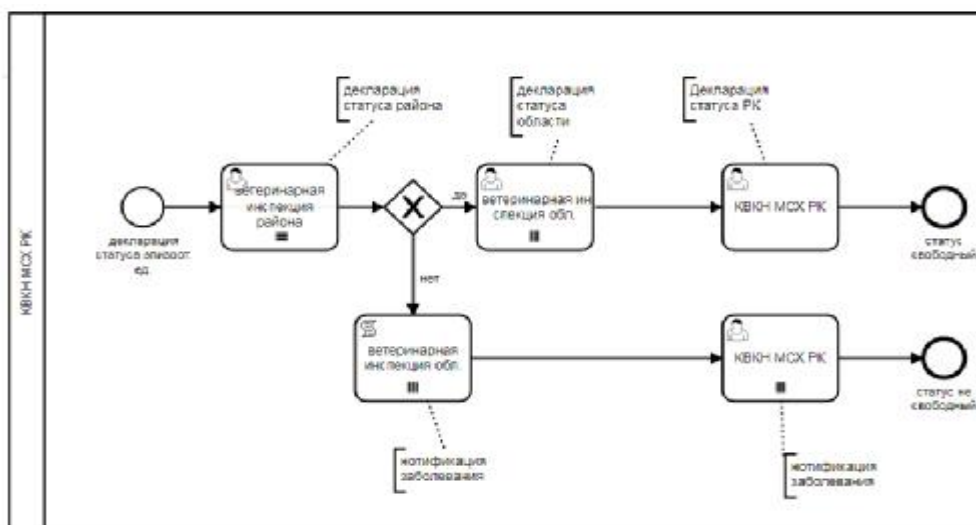 КВКН МСХ РК
декларация
статуса района
декларация
статуса
области
Декларация
статуса РК
декларация
статуса эпизоот.
ед.
ветеринарная
инспекция
района
да
ветеринарная ин
спекция обл.
КВКН МСХ РК
статус
свободный
нет
ветеринарная
инспекция обл.
КВКН МСХ РК
статус не
свободный
нотификация
заболевания
нотификация
заболевания